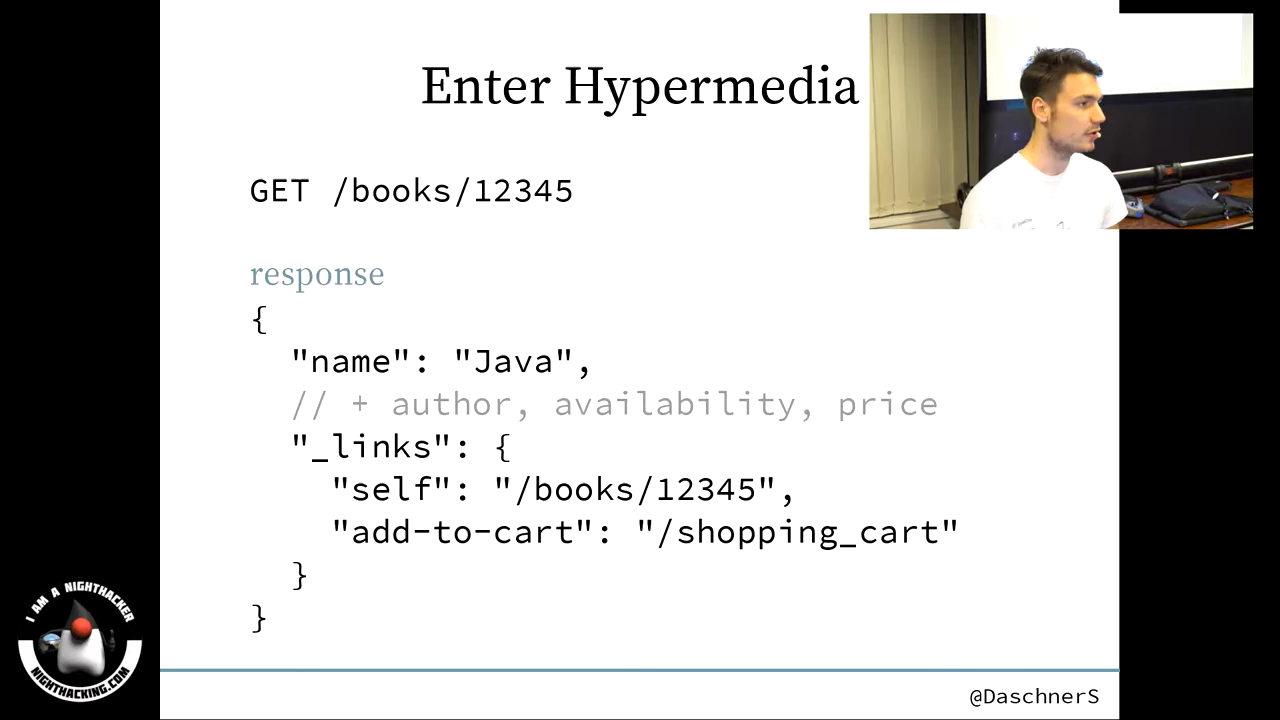 Enter Hypermedia
GET /books/12345
response
{
  "name": "Java",
  // + author, availability, price
  "_links": {
    "self": "/books/12345",
    "add-to-cart": "/shopping_cart"
  }
}
I AM A NIGHTHACKER
NIGHTHACKING.COM
@DaschnerS